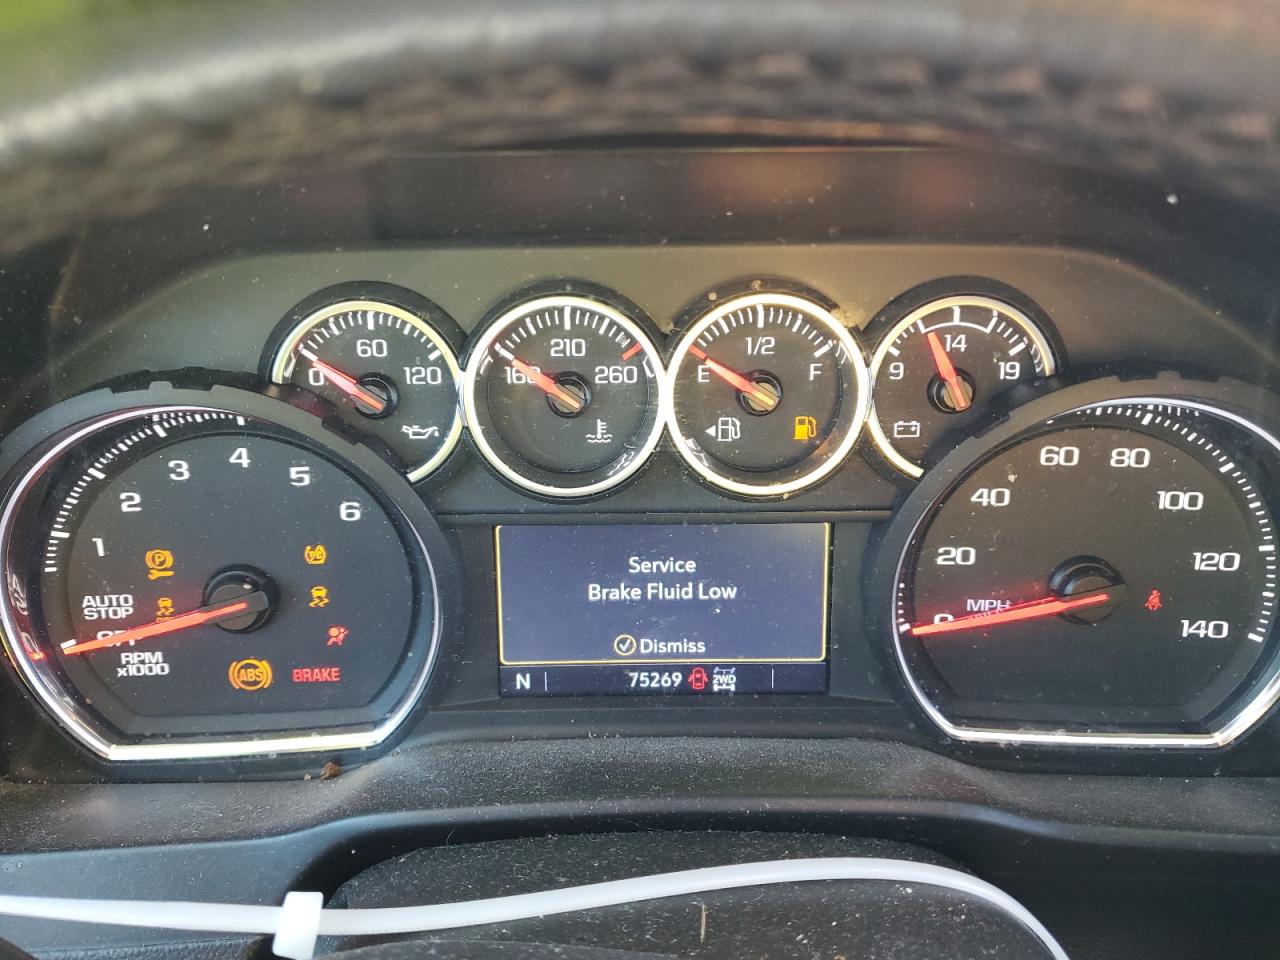 60
0 120
210
160 260
1/2
E F
14
9 19
1 2 3 4 5 6
AUTO
STOP
OFF
RPM
x1000
P
ABS
BRAKE
Service
Brake Fluid Low
Dismiss
N 75269 2WD
0 20 40 60 80 100 120 140
MPH